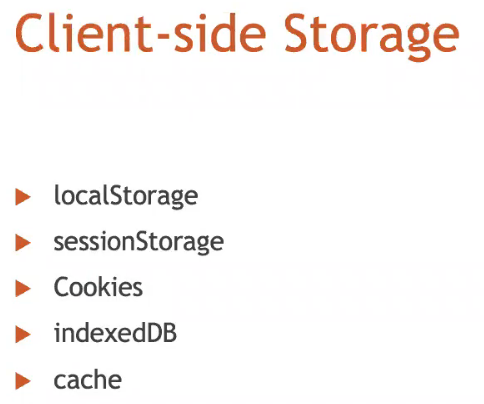 Client-side Storage
localStorage
sessionStorage
Cookies
indexedDB
cache